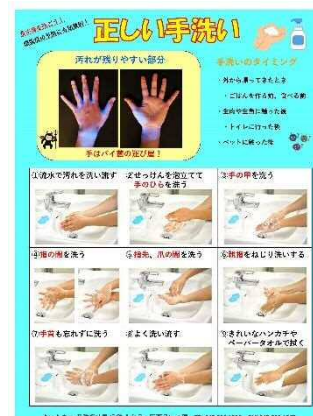 正しい手洗い
汚れが残りやすい部分
手はバイ菌の運び屋！
手洗いのタイミング
・外から帰ってきたとき
・ごはんを作る前、食べる前
・生肉や生魚に触った後
・トイレに行った後
・ペットに触った後
①流水で汚れを洗い流す
②せっけんを泡立てて
手のひらを洗う
③手の甲を洗う
④指の間を洗う
⑤指先、爪の間を洗う
⑥親指をねじり洗いする
⑦手首も忘れずに洗う
⑧よく洗い流す
⑨きれいなハンカチや
ペーパータオルで拭く